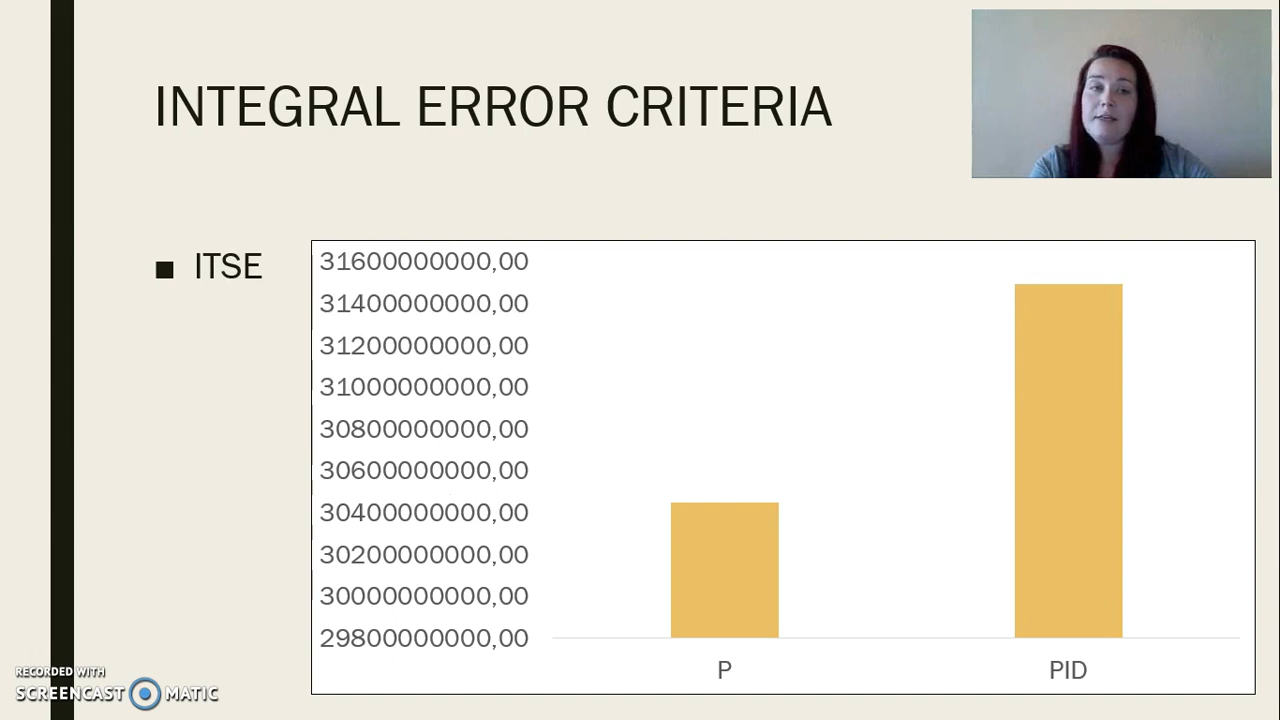 INTEGRAL ERROR CRITERIA
■ ITSE
31600000000,00
31400000000,00
31200000000,00
31000000000,00
30800000000,00
30600000000,00
30400000000,00
30200000000,00
30000000000,00
29800000000,00
P PID
RECORDED WITH
SCREENCAST MATIC